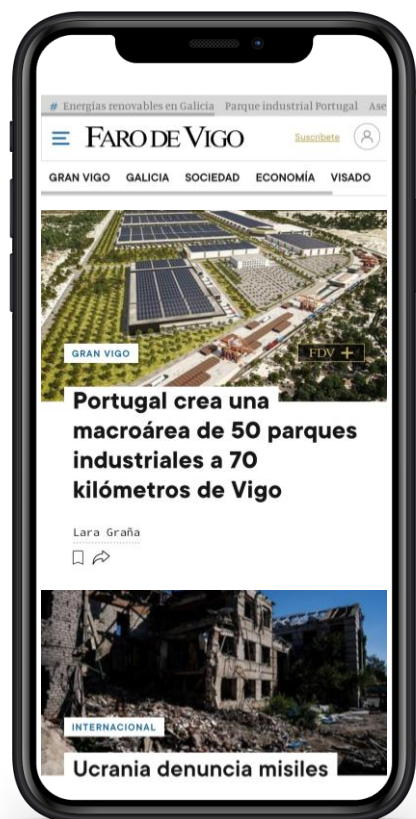 # Energías renovables en Galicia Parque industrial Portugal Ase
FARO DE VIGO Suscríbete
GRAN VIGO GALICIA SOCIEDAD ECONOMÍA VISADO
GRAN VIGO
FDV +
Portugal crea una
macroárea de 50 parques
industriales a 70
kilómetros de Vigo
Lara Graña
INTERNACIONAL
Ucrania denuncia misiles